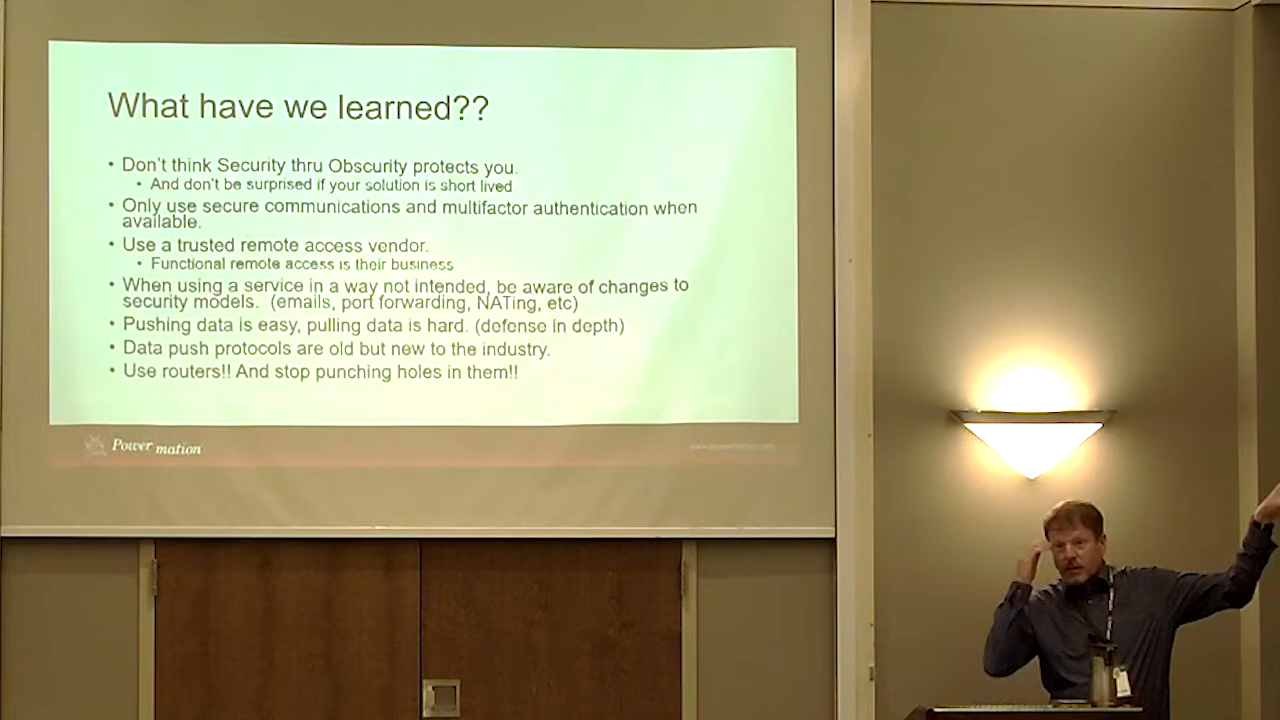 What have we learned??
• Don't think Security thru Obscurity protects you.
• And don't be surprised if your solution is short lived
• Only use secure communications and multifactor authentication when
available.
• Use a trusted remote access vendor.
• Functional remote access is their business
• When using a service in a way not intended, be aware of changes to
security models. (emails, port forwarding, NATing, etc)
• Pushing data is easy, pulling data is hard. (defense in depth)
• Data push protocols are old but new to the industry.
• Use routers!! And stop punching holes in them!!
Power mation